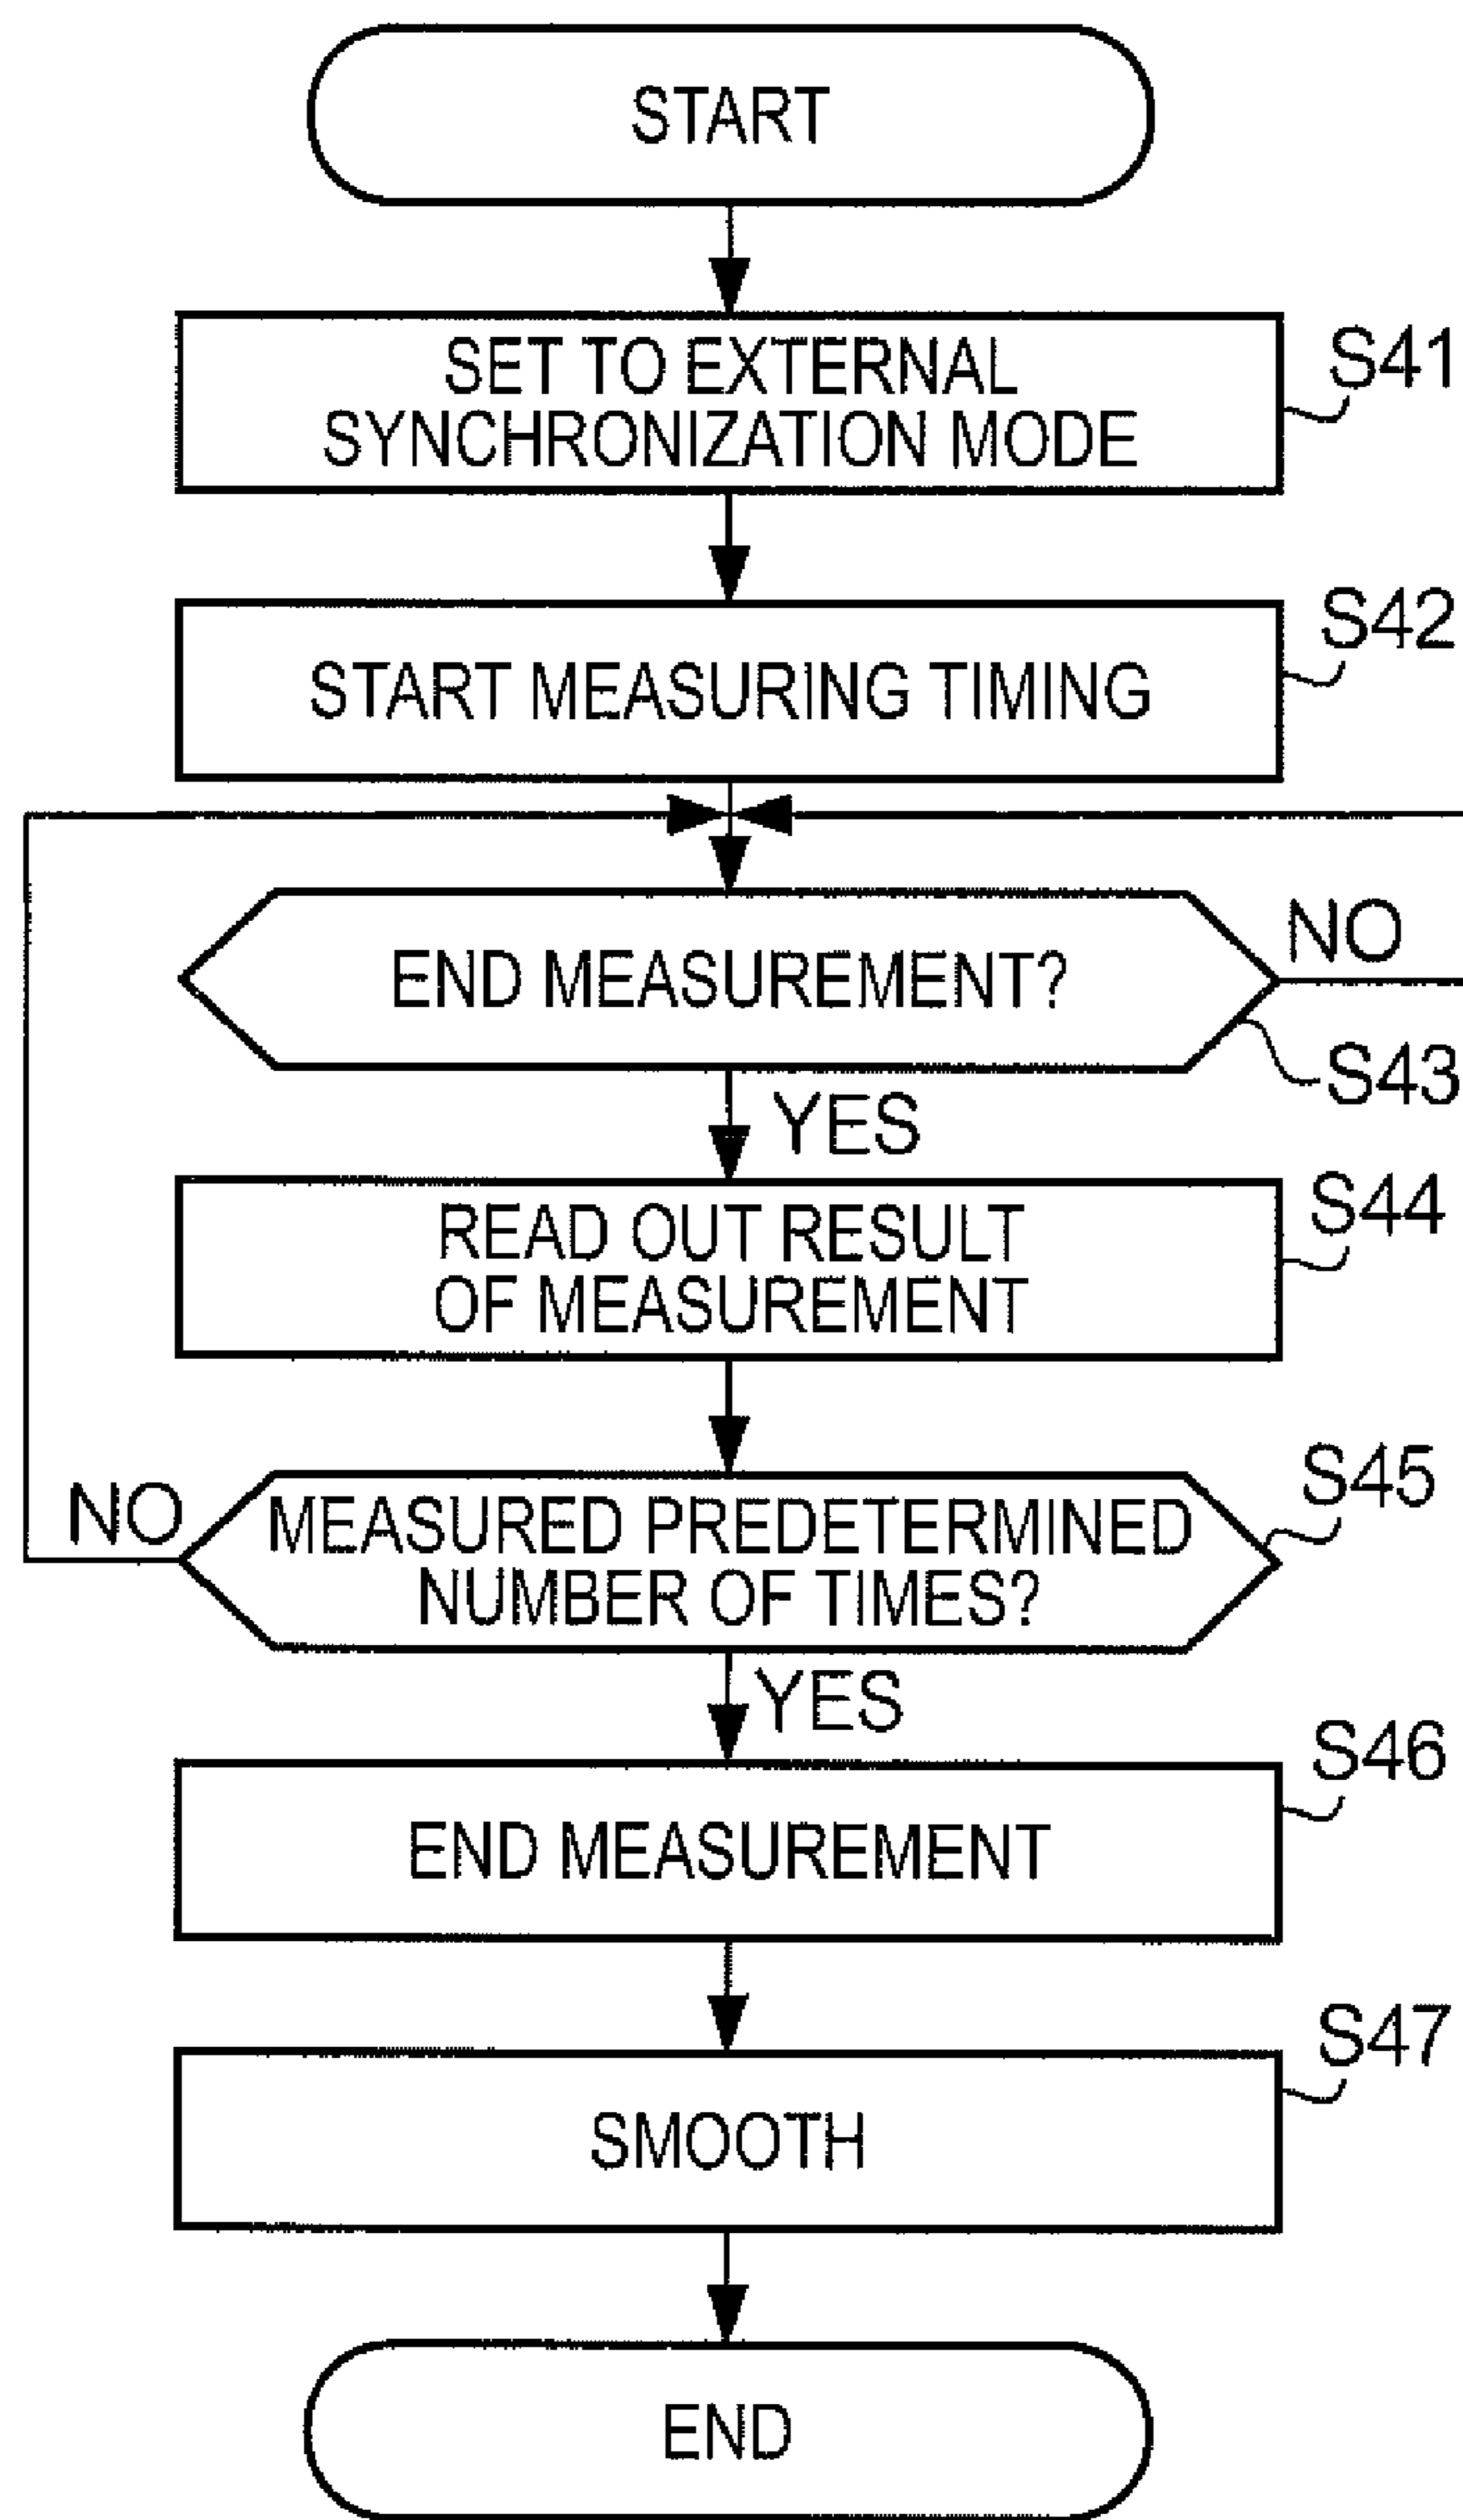 START
SET TO EXTERNAL
SYNCHRONIZATION MODE
S41
START MEASURING TIMING
S42
END MEASUREMENT?
NO
S43
YES
READ OUT RESULT
OF MEASUREMENT
S44
MEASURED PREDETERMINED
NUMBER OF TIMES?
S45
NO
YES
END MEASUREMENT
S46
SMOOTH
S47
END